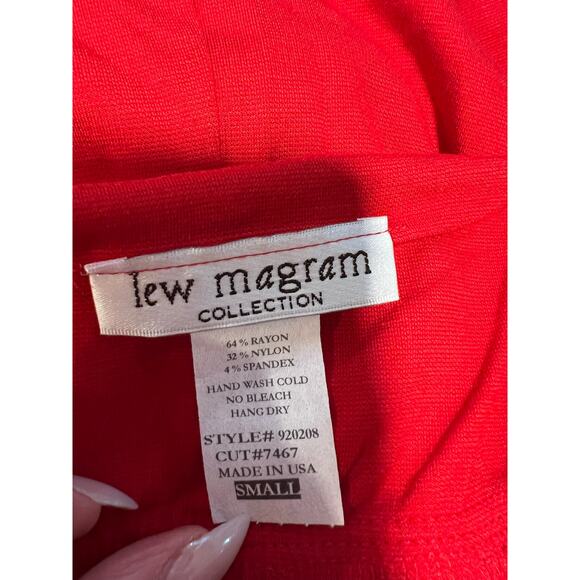 lew magram
COLLECTION
64% RAYON
32% NYLON
4% SPANDEX
HAND WASH COLD
NO BLEACH
HANG DRY
STYLE# 920208
CUT#7467
MADE IN USA
SMALL